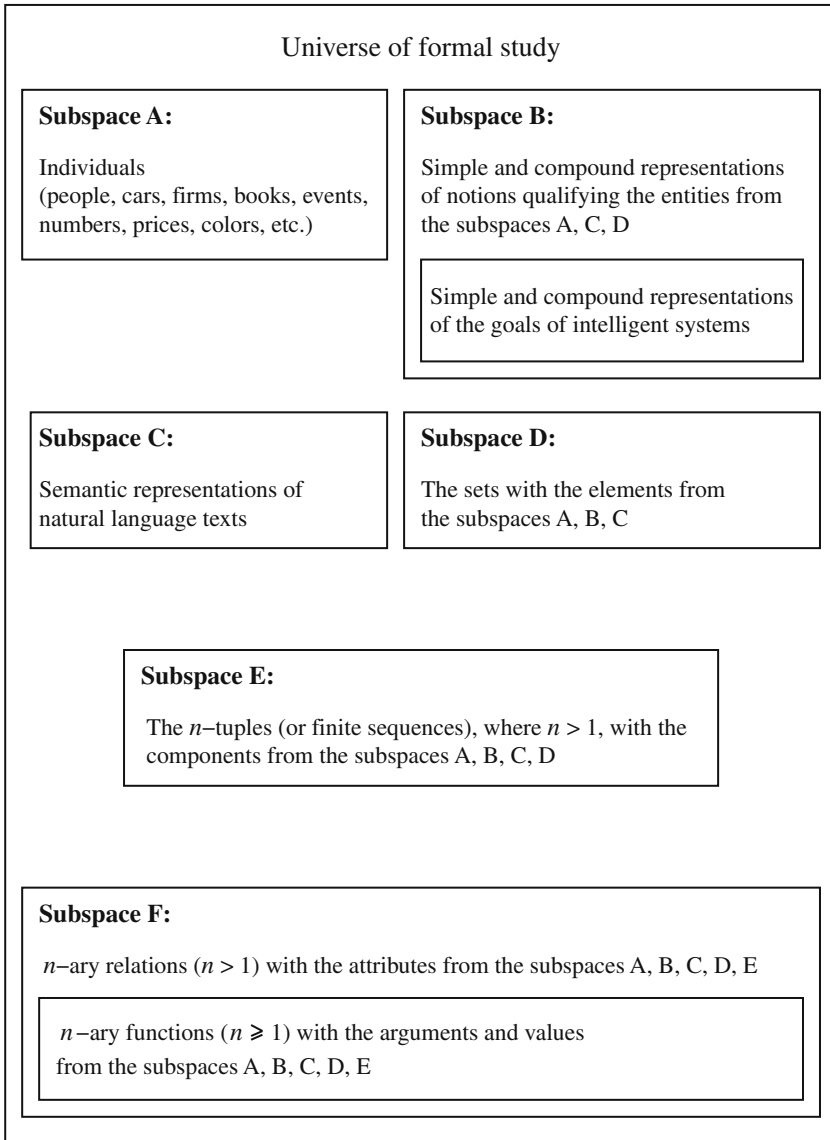 Universe of formal study
Subspace A:
Individuals
(people, cars, firms, books, events,
numbers, prices, colors, etc.)
Subspace B:
Simple and compound representations
of notions qualifying the entities from
the subspaces A, C, D
Simple and compound representations
of the goals of intelligent systems
Subspace C:
Semantic representations of
natural language texts
Subspace D:
The sets with the elements from
the subspaces A, B, C
Subspace E:
The n−tuples (or finite sequences), where n > 1, with the
components from the subspaces A, B, C, D
Subspace F:
n−ary relations (n > 1) with the attributes from the subspaces A, B, C, D, E
n−ary functions (n ⩾ 1) with the arguments and values
from the subspaces A, B, C, D, E